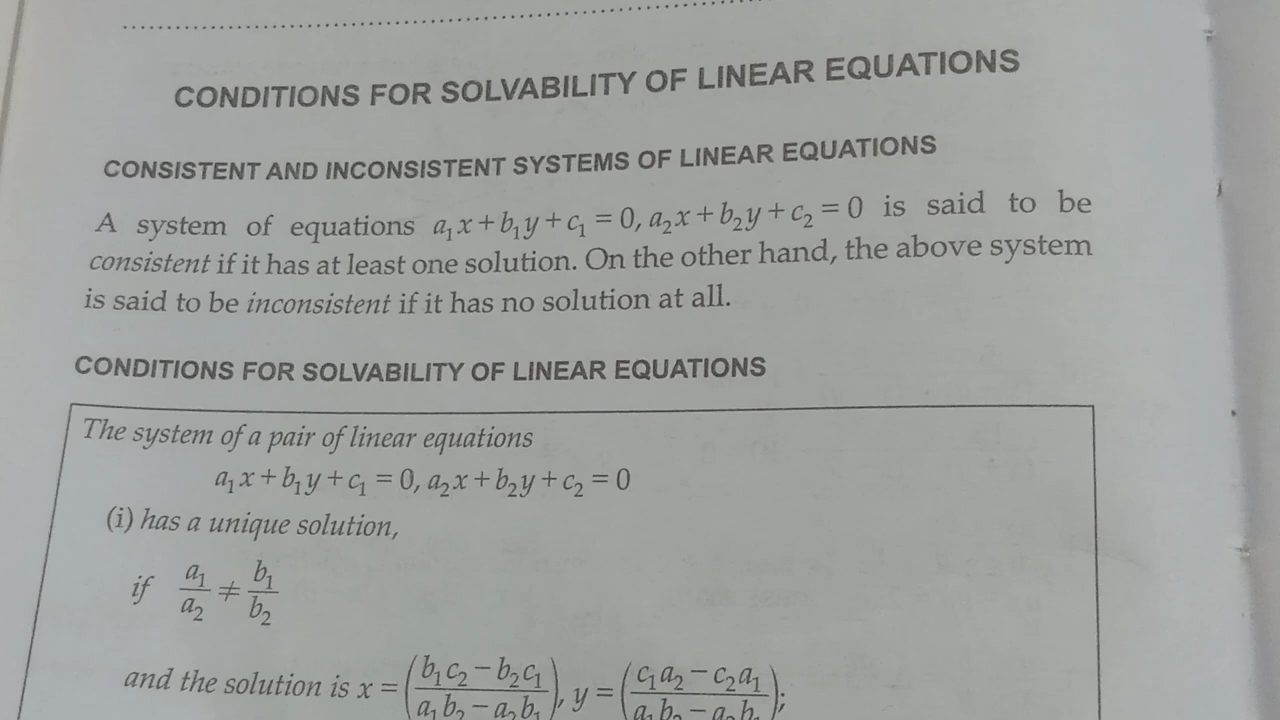 CONDITIONS FOR SOLVABILITY OF LINEAR EQUATIONS
CONSISTENT AND INCONSISTENT SYSTEMS OF LINEAR EQUATIONS
A system of equations a₁x+b₁y+c₁ = 0, a₂x+b₂y+c₂ = 0 is said to be
consistent if it has at least one solution. On the other hand, the above system
is said to be inconsistent if it has no solution at all.
CONDITIONS FOR SOLVABILITY OF LINEAR EQUATIONS
The system of a pair of linear equations
a₁x+b₁y+c₁ = 0, a₂x+b₂y+c₂ = 0
(i) has a unique solution,
if a₁/a₂ ≠ b₁/b₂
and the solution is x = ((b₁c₂ − b₂c₁)/(a₁b₂ − a₂b₁)), y = ((c₁a₂ − c₂a₁)/(a₁b₂ − a₂b₁));